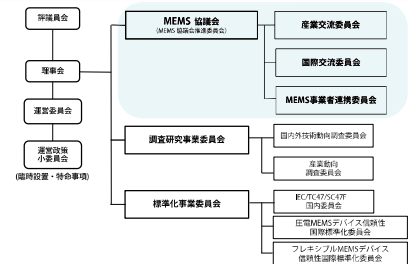 評議員会
理事会
運営委員会
運営政策
小委員会
(臨時設置・特命事項)
MEMS 協議会
(MEMS 協議会推進委員会)
産業交流委員会
国際交流委員会
MEMS事業者連携委員会
調査研究事業委員会
国内外技術動向調査委員会
産業動向
調査委員会
標準化事業委員会
IEC/TC47/SC47F
国内委員会
圧電MEMSデバイス信頼性
国際標準化委員会
フレキシブルMEMSデバイス
信頼性国際標準化委員会